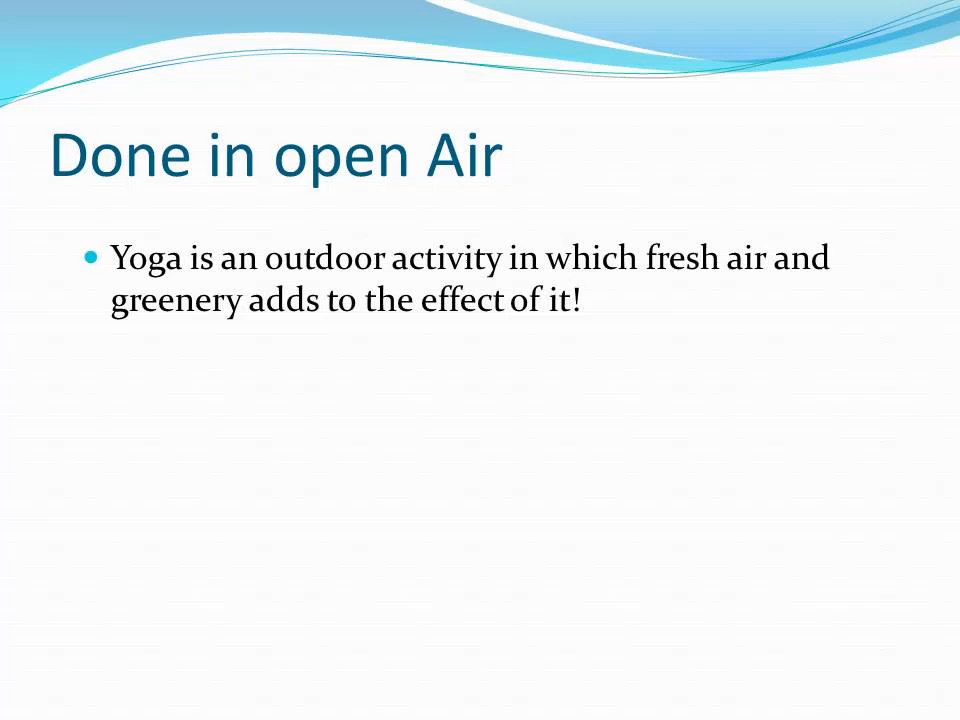 Done in open Air
• Yoga is an outdoor activity in which fresh air and
greenery adds to the effect of it!